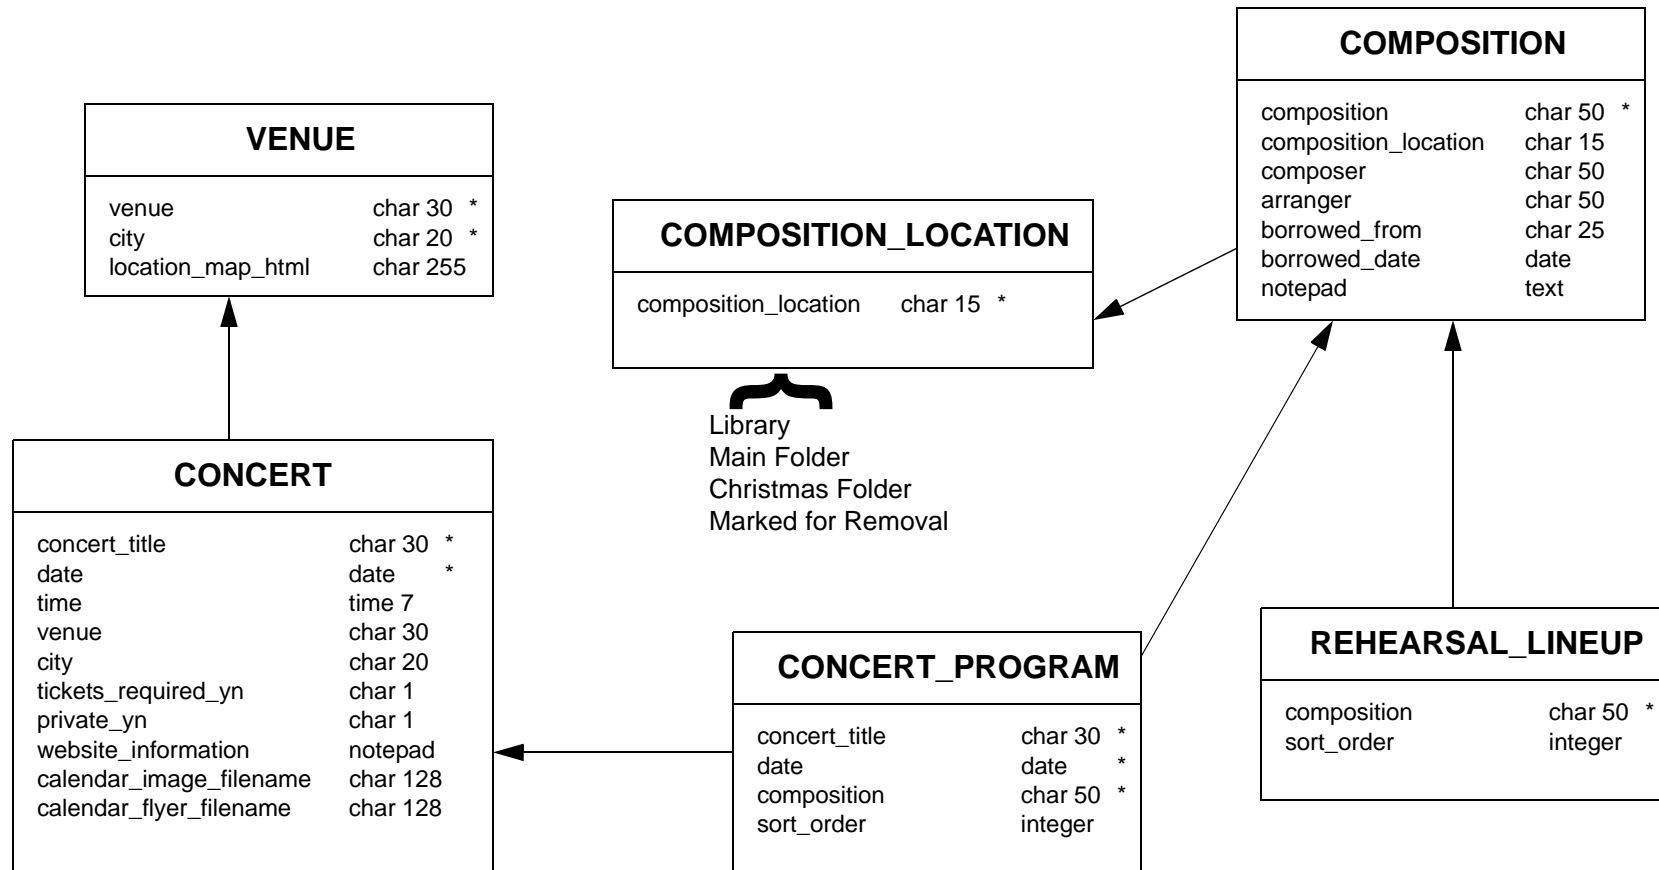 COMPOSITION
composition char 50 *
composition_location char 15
composer char 50
arranger char 50
borrowed_from char 25
borrowed_date date
notepad text
VENUE
venue char 30 *
city char 20 *
location_map_html char 255
COMPOSITION_LOCATION
composition_location char 15 *
Library
Main Folder
Christmas Folder
Marked for Removal
CONCERT
concert_title char 30 *
date date *
time time 7
venue char 30
city char 20
tickets_required_yn char 1
private_yn char 1
website_information notepad
calendar_image_filename char 128
calendar_flyer_filename char 128
CONCERT_PROGRAM
concert_title char 30 *
date date *
composition char 50 *
sort_order integer
REHEARSAL_LINEUP
composition char 50 *
sort_order integer